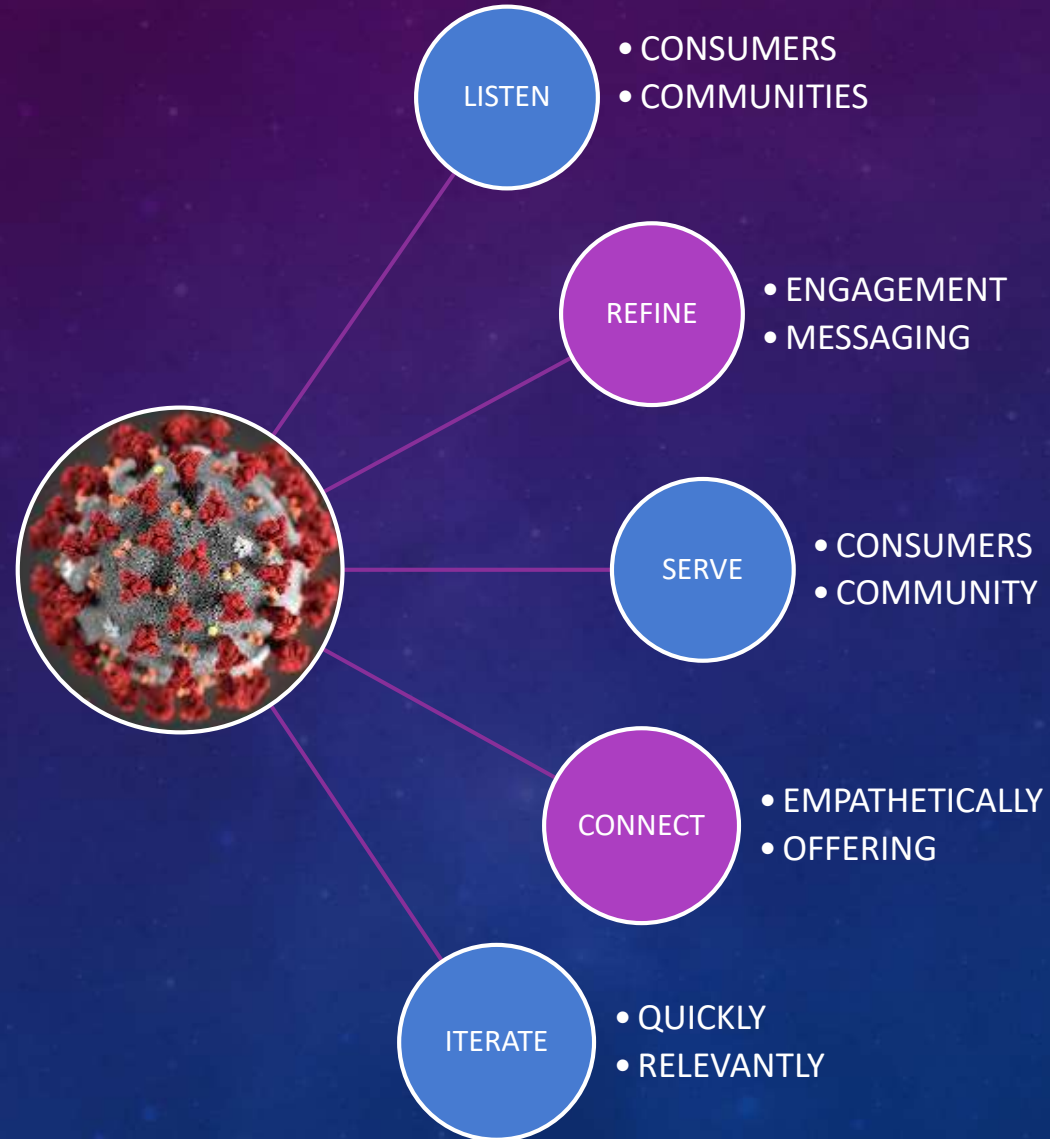 LISTEN
• CONSUMERS
• COMMUNITIES
REFINE
• ENGAGEMENT
• MESSAGING
SERVE
• CONSUMERS
• COMMUNITY
CONNECT
• EMPATHETICALLY
• OFFERING
ITERATE
• QUICKLY
• RELEVANTLY